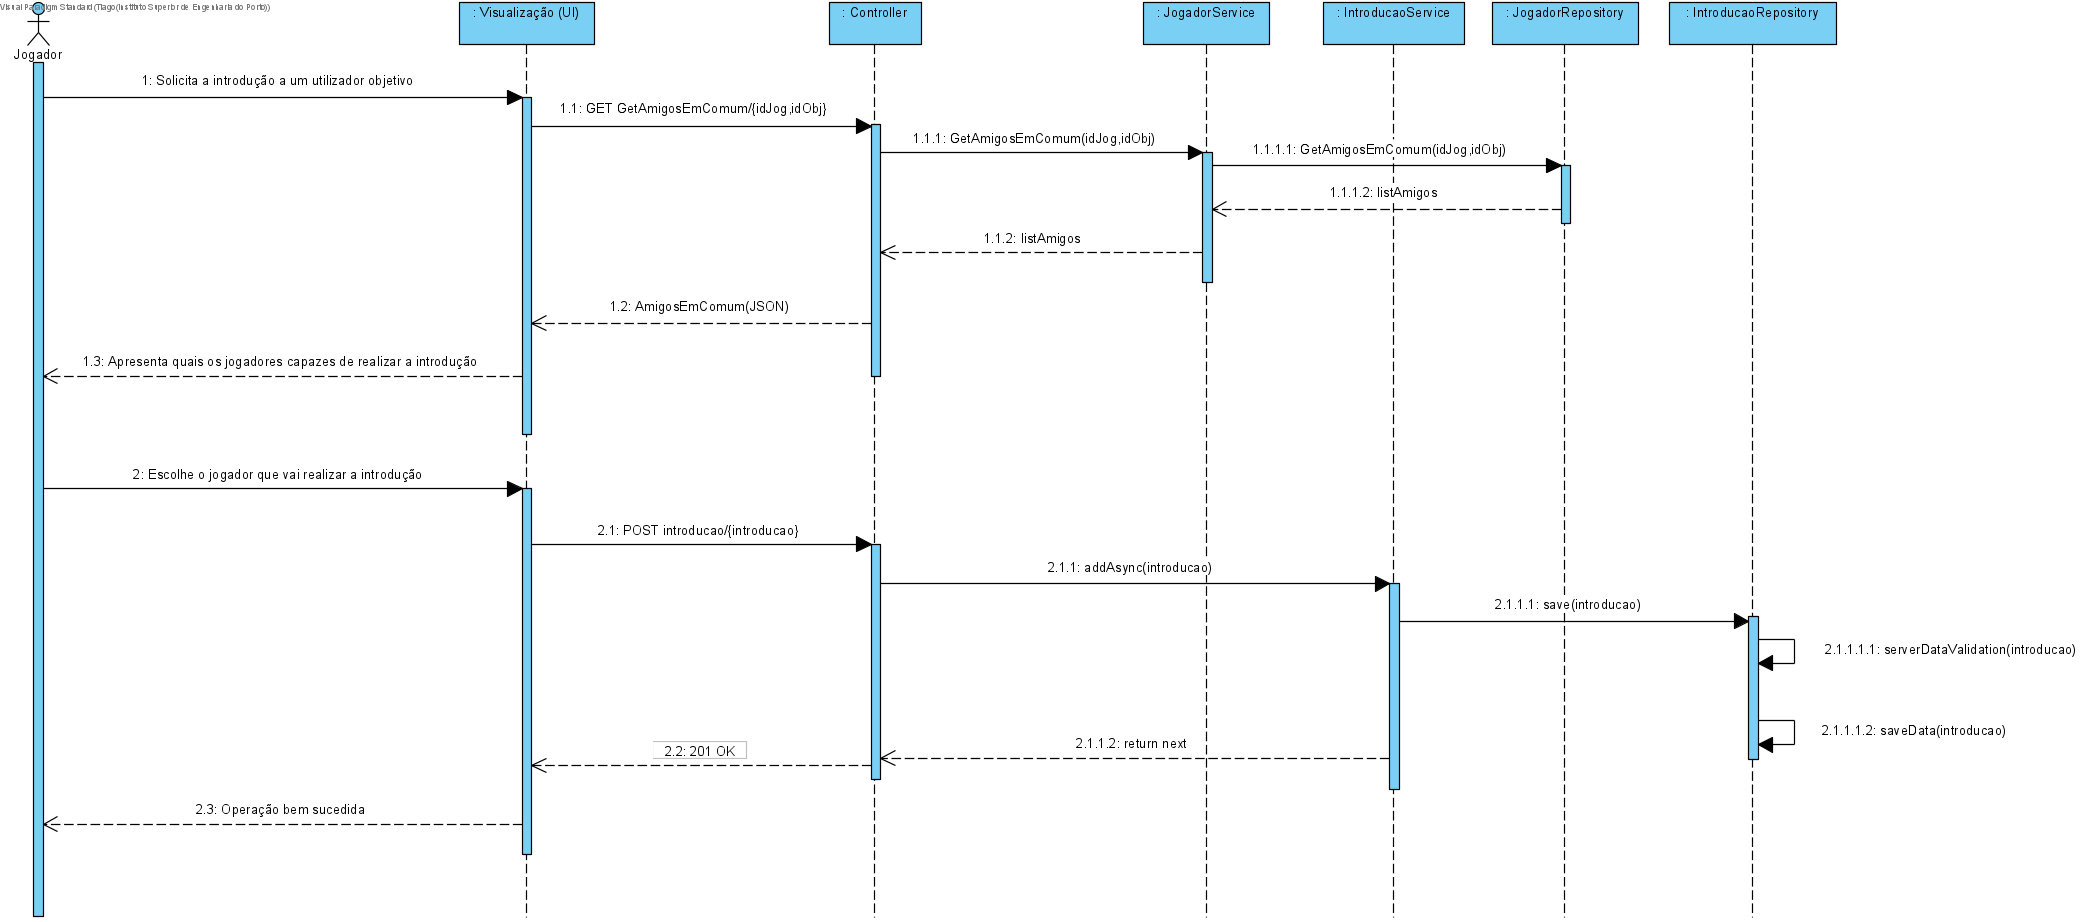 Visual Paradigm Standard (Tiago(Instituto Superior de Engenharia do Porto))
Jogador
: Visualização (UI)
: Controller
: JogadorService
: IntroducaoService
: JogadorRepository
: IntroducaoRepository
1: Solicita a introdução a um utilizador objetivo
1.1: GET GetAmigosEmComum/{idJog,idObj}
1.1.1: GetAmigosEmComum(idJog,idObj)
1.1.1.1: GetAmigosEmComum(idJog,idObj)
1.1.1.2: listAmigos
1.1.2: listAmigos
1.2: AmigosEmComum(JSON)
1.3: Apresenta quais os jogadores capazes de realizar a introdução
2: Escolhe o jogador que vai realizar a introdução
2.1: POST introducao/{introducao}
2.1.1: addAsync(introducao)
2.1.1.1: save(introducao)
2.1.1.1.1: serverDataValidation(introducao)
2.1.1.1.2: saveData(introducao)
2.1.1.2: return next
2.2: 201 OK
2.3: Operação bem sucedida